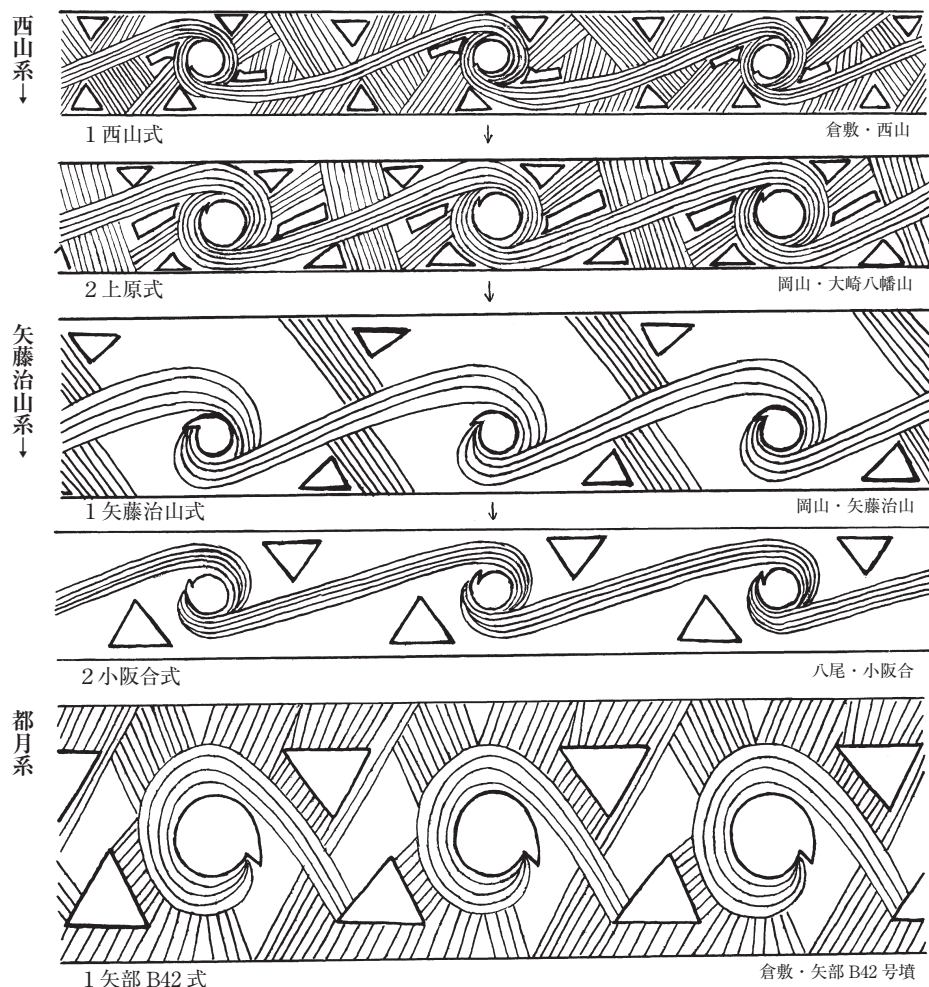 西山系→
1 西山式
↓
倉敷・西山
2 上原式
↓
岡山・大崎八幡山
矢藤治山系→
1 矢藤治山式
↓
岡山・矢藤治山
2 小阪合式
八尾・小阪合
都月系
1 矢部 B42 式
倉敷・矢部 B42 号墳